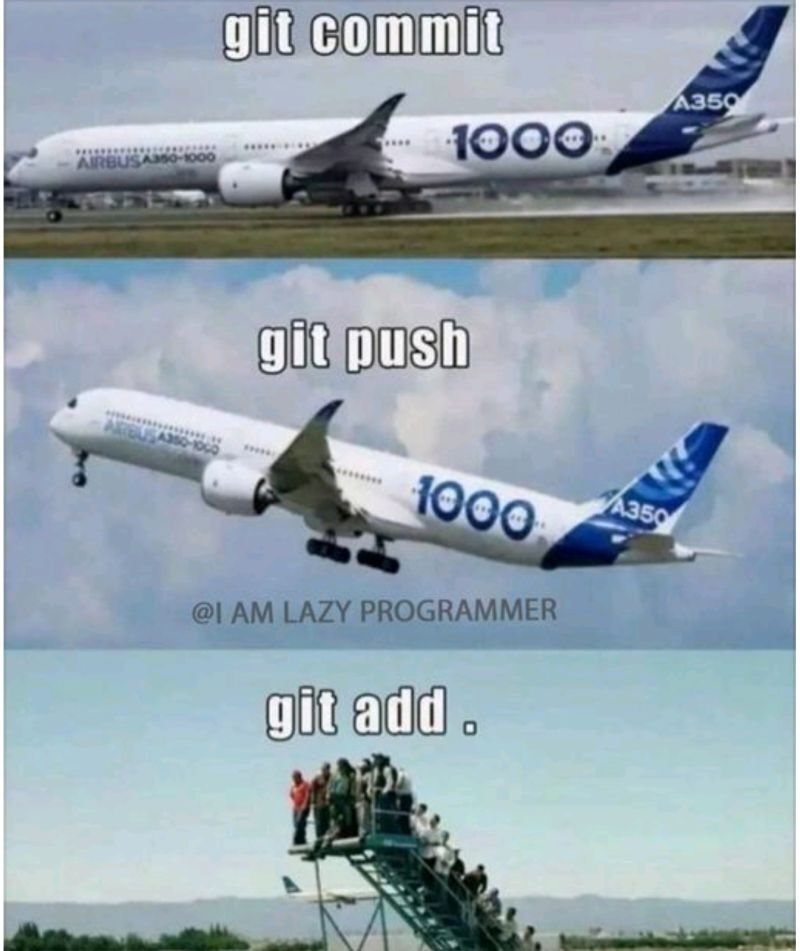 git commit
A350
1000
AIRBUS A350-1000
git push
AIRBUS A350-1000
1000
A350
@I AM LAZY PROGRAMMER
git add .